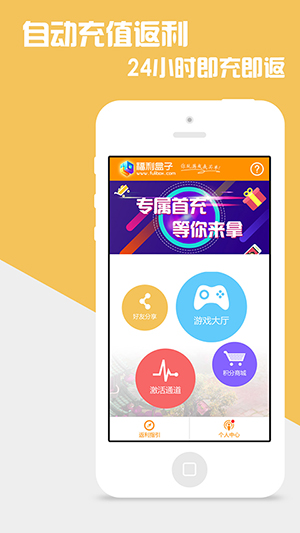 自动充值返利
24小时即充即返
福利盒子
www.fulibox.com
专属首充
等你来拿
好友分享
游戏大厅
激活通道
积分商城
返利指引
个人中心